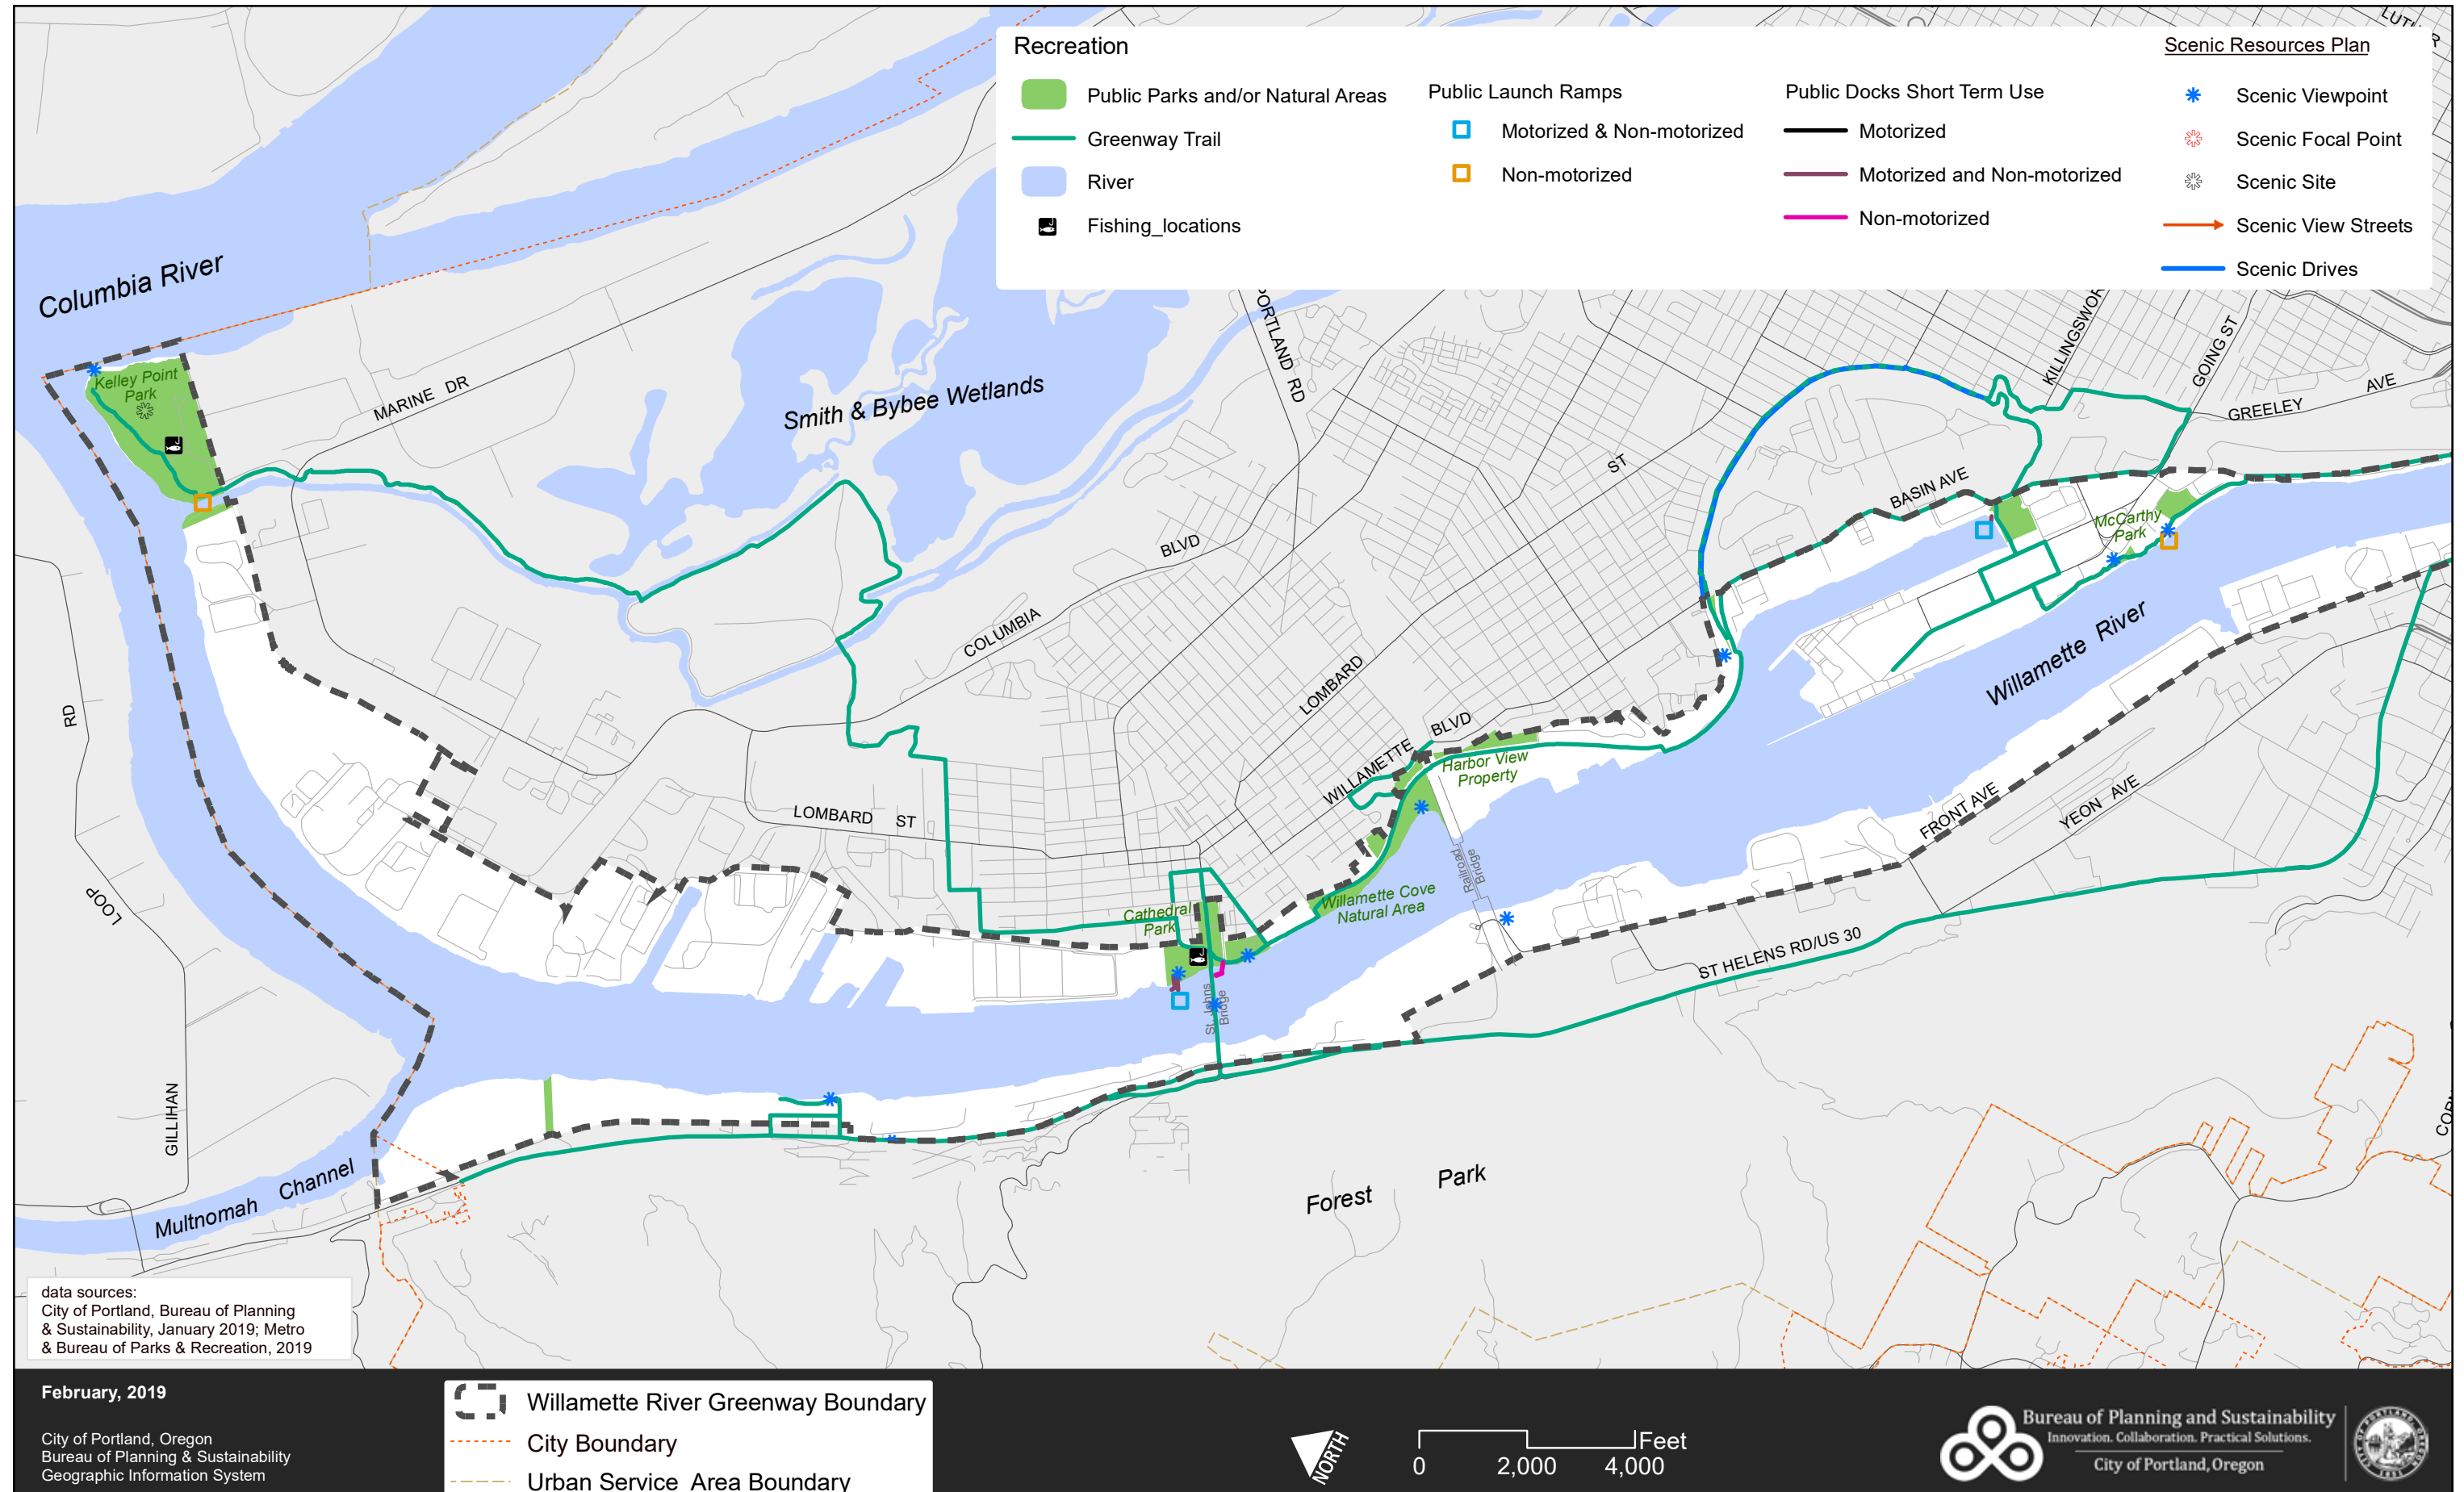 Recreation
Public Parks and/or Natural Areas
Greenway Trail
River
Fishing_locations
Public Launch Ramps
Motorized & Non-motorized
Non-motorized
Public Docks Short Term Use
Motorized
Motorized and Non-motorized
Non-motorized
Scenic Resources Plan
Scenic Viewpoint
Scenic Focal Point
Scenic Site
Scenic View Streets
Scenic Drives
Columbia River
Kelley Point
Park
MARINE DR
Smith & Bybee Wetlands
PORTLAND RD
KILLINGSWOR
GOING ST
GREELEY AVE
ST
BASIN AVE
McCarthy
Park
BLVD
COLUMBIA
LOMBARD
Willamette River
RD
WILLAMETTE BLVD
Harbor View
Property
LOMBARD ST
Railroad
Bridge
FRONT AVE
YEON AVE
Cathedral
Park
Willamette Cove
Natural Area
LOOP
ST HELENS RD/US 30
St. Johns
Bridge
GILLIHAN
Multnomah Channel
Forest Park
data sources:
City of Portland, Bureau of Planning
& Sustainability, January 2019; Metro
& Bureau of Parks & Recreation, 2019
February, 2019
City of Portland, Oregon
Bureau of Planning & Sustainability
Geographic Information System
Willamette River Greenway Boundary
City Boundary
Urban Service Area Boundary
NORTH
Feet
0 2,000 4,000
Bureau of Planning and Sustainability
Innovation. Collaboration. Practical Solutions.
City of Portland, Oregon